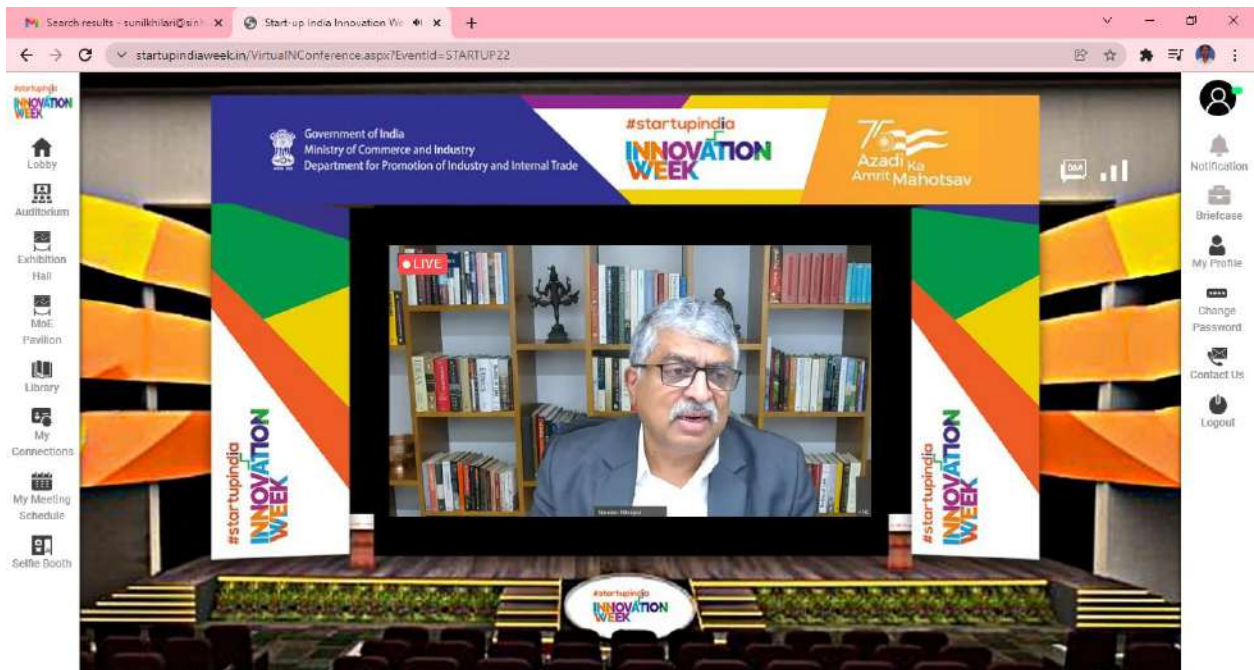 Search results - sunilkhilari@sin
Start-up India Innovation We
startupindiaweek.in/VirtualNConference.aspx?EventId=STARTUP22
#startupindia
INNOVATION
WEEK
Lobby
Auditorium
Exhibition
Hall
MoE
Pavilion
Library
My
Connections
My Meeting
Schedule
Selfie Booth
Government of India
Ministry of Commerce and Industry
Department for Promotion of Industry and Internal Trade
#startupindia
INNOVATION
WEEK
75
Azadi Ka
Amrit Mahotsav
LIVE
#startupindia
INNOVATION
WEEK
#startupindia
INNOVATION
WEEK
#startupindia
INNOVATION
WEEK
Notification
Briefcase
My Profile
Change
Password
Contact Us
Logout